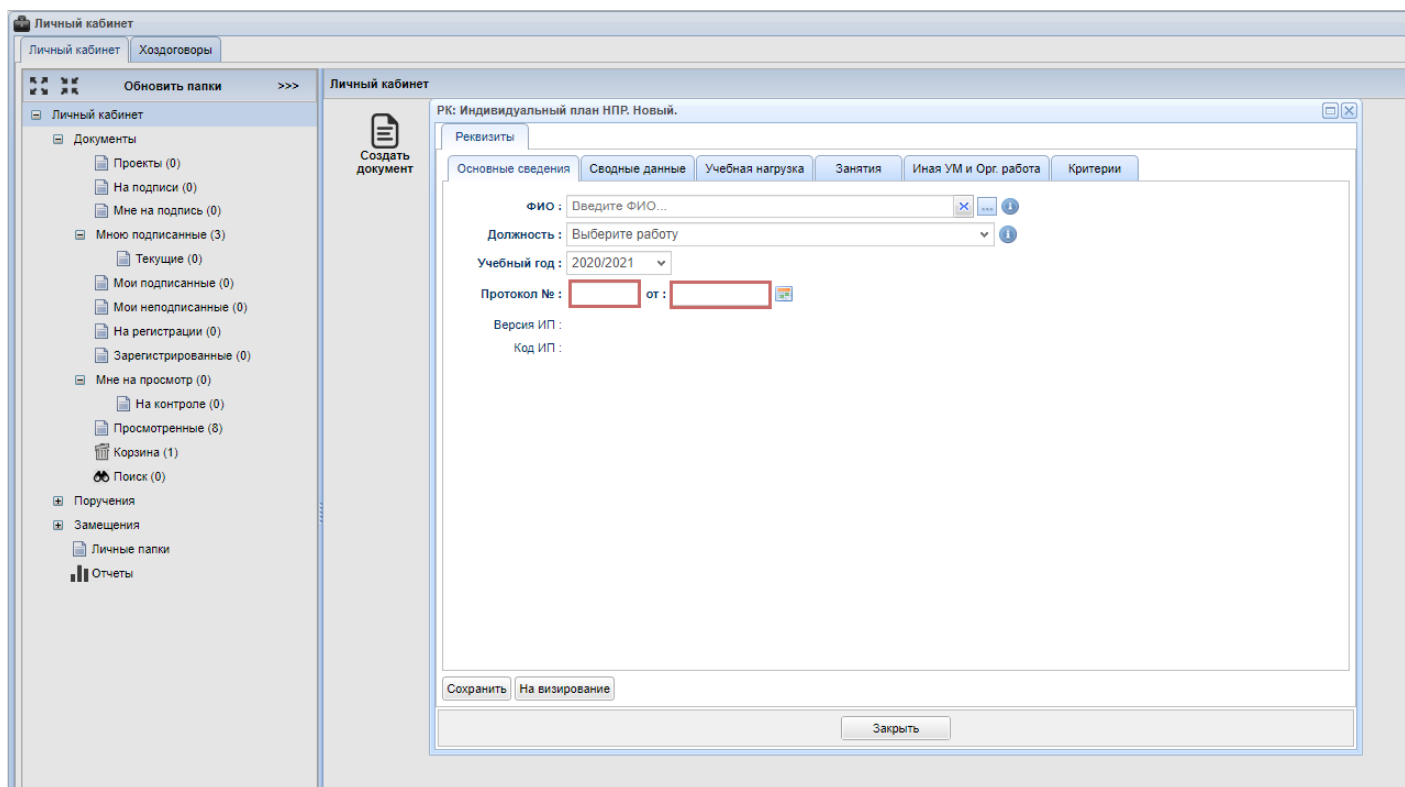 Личный кабинет
Личный кабинет Хоздоговоры
Обновить папки >>>
Личный кабинет
Документы
Проекты (0)
На подписи (0)
Мне на подпись (0)
Мною подписанные (3)
Текущие (0)
Мои подписанные (0)
Мои неподписанные (0)
На регистрации (0)
Зарегистрированные (0)
Мне на просмотр (0)
На контроле (0)
Просмотренные (8)
Корзина (1)
Поиск (0)
Поручения
Замещения
Личные папки
Отчеты
Личный кабинет
Создать
документ
РК: Индивидуальный план НПР. Новый.
Реквизиты
Основные сведения Сводные данные Учебная нагрузка Занятия Иная УМ и Орг. работа Критерии
ФИО : Введите ФИО... ...
Должность : Выберите работу
Учебный год : 2020/2021
Протокол № : от :
Версия ИП :
Код ИП :
Сохранить На визирование
Закрыть